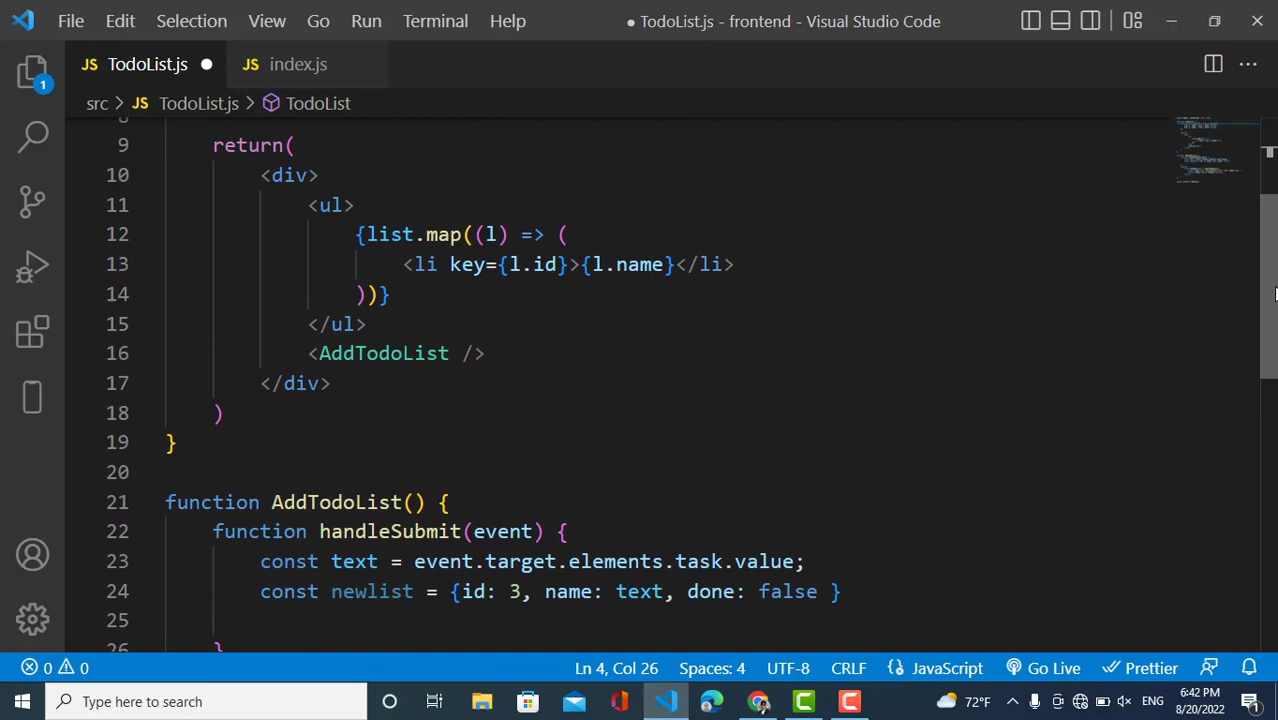 File Edit Selection View Go Run Terminal Help
● TodoList.js - frontend - Visual Studio Code
JS TodoList.js ●
JS index.js
1
src > JS TodoList.js > TodoList
8
9 return(
10 <div>
11 <ul>
12 {list.map((l) => (
13 <li key={l.id}>{l.name}</li>
14 ))}
15 </ul>
16 <AddTodoList />
17 </div>
18 )
19 }
20
21 function AddTodoList() {
22 function handleSubmit(event) {
23 const text = event.target.elements.task.value;
24 const newlist = {id: 3, name: text, done: false }
25
26 }
0 0 Ln 4, Col 26 Spaces: 4 UTF-8 CRLF JavaScript Go Live Prettier
Type here to search 72°F ENG 6:42 PM
8/20/2022 1